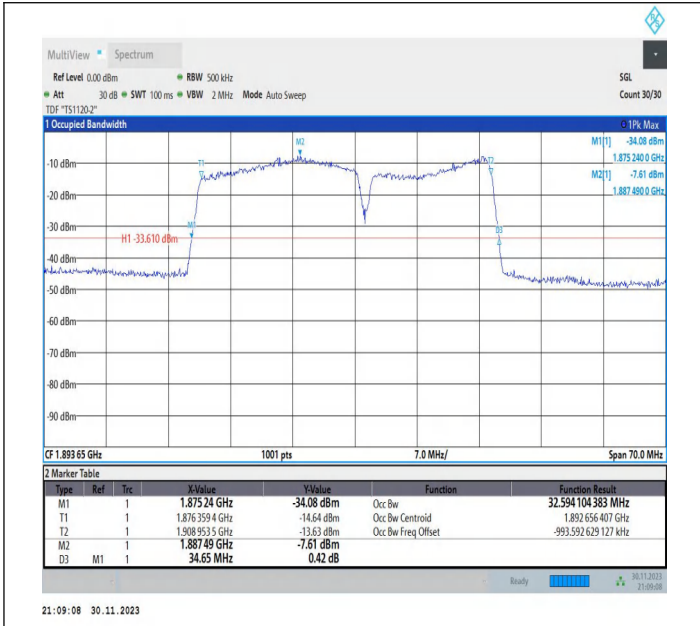 R&S
MultiView Spectrum
Ref Level 0.00 dBm RBW 500 kHz SGL
Att 30 dB SWT 100 ms VBW 2 MHz Mode Auto Sweep Count 30/30
TDF "TS1120-2"
1 Occupied Bandwidth 1Pk Max
M1[1] -34.08 dBm
1.875 240 0 GHz
M2[1] -7.61 dBm
1.887 490 0 GHz
M2
T1
T2
-10 dBm
-20 dBm
-30 dBm
M1
D3
H1 -33.610 dBm
-40 dBm
-50 dBm
-60 dBm
-70 dBm
-80 dBm
-90 dBm
CF 1.893 65 GHz 1001 pts 7.0 MHz/ Span 70.0 MHz
2 Marker Table
Type Ref Trc X-Value Y-Value Function Function Result
M1 1 1.875 24 GHz -34.08 dBm Occ Bw 32.594 104 383 MHz
T1 1 1.876 359 4 GHz -14.64 dBm Occ Bw Centroid 1.892 656 407 GHz
T2 1 1.908 953 5 GHz -13.63 dBm Occ Bw Freq Offset -993.592 629 127 kHz
M2 1 1.887 49 GHz -7.61 dBm
D3 M1 1 34.65 MHz 0.42 dB
Ready 30.11.2023
21:09:08
21:09:08 30.11.2023